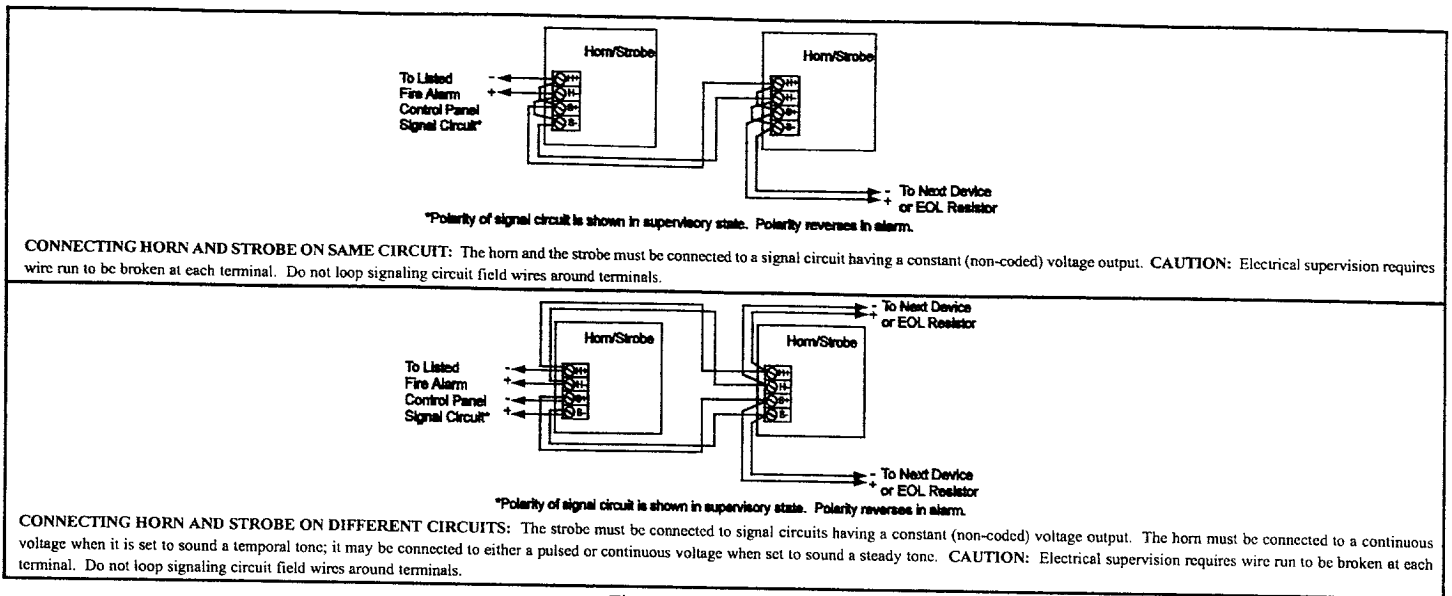 Horn/Strobe
Horn/Strobe
To Listed -
Fire Alarm +
Control Panel
Signal Circuit*
H+
H-
S+
S-
H+
H-
S+
S-
- To Next Device
+ or EOL Resistor
*Polarity of signal circuit is shown in supervisory state. Polarity reverses in alarm.
CONNECTING HORN AND STROBE ON SAME CIRCUIT: The horn and the strobe must be connected to a signal circuit having a constant (non-coded) voltage output. CAUTION: Electrical supervision requires
wire run to be broken at each terminal. Do not loop signaling circuit field wires around terminals.
- To Next Device
+ or EOL Resistor
Horn/Strobe
Horn/Strobe
To Listed -
Fire Alarm +
Control Panel -
Signal Circuit* +
H+
H-
S+
S-
H+
H-
S+
S-
- To Next Device
+ or EOL Resistor
*Polarity of signal circuit is shown in supervisory state. Polarity reverses in alarm.
CONNECTING HORN AND STROBE ON DIFFERENT CIRCUITS: The strobe must be connected to signal circuits having a constant (non-coded) voltage output. The horn must be connected to a continuous
voltage when it is set to sound a temporal tone; it may be connected to either a pulsed or continuous voltage when set to sound a steady tone. CAUTION: Electrical supervision requires wire run to be broken at each
terminal. Do not loop signaling circuit field wires around terminals.